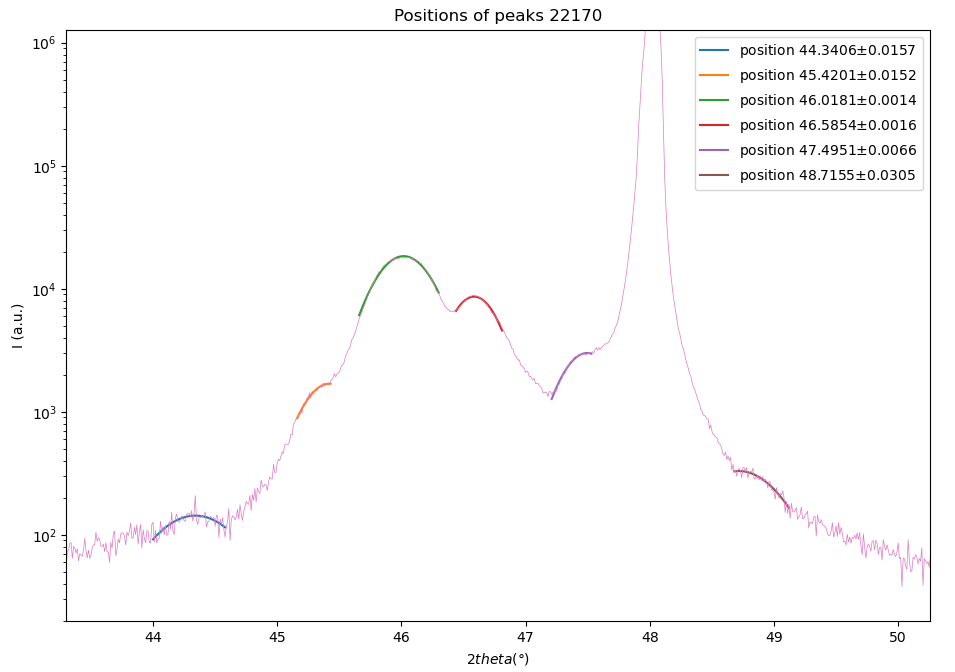 Positions of peaks 22170
position 44.3406±0.0157
position 45.4201±0.0152
position 46.0181±0.0014
position 46.5854±0.0016
position 47.4951±0.0066
position 48.7155±0.0305
10⁶
10⁵
10⁴
10³
10²
I (a.u.)
44 45 46 47 48 49 50
2theta(°)